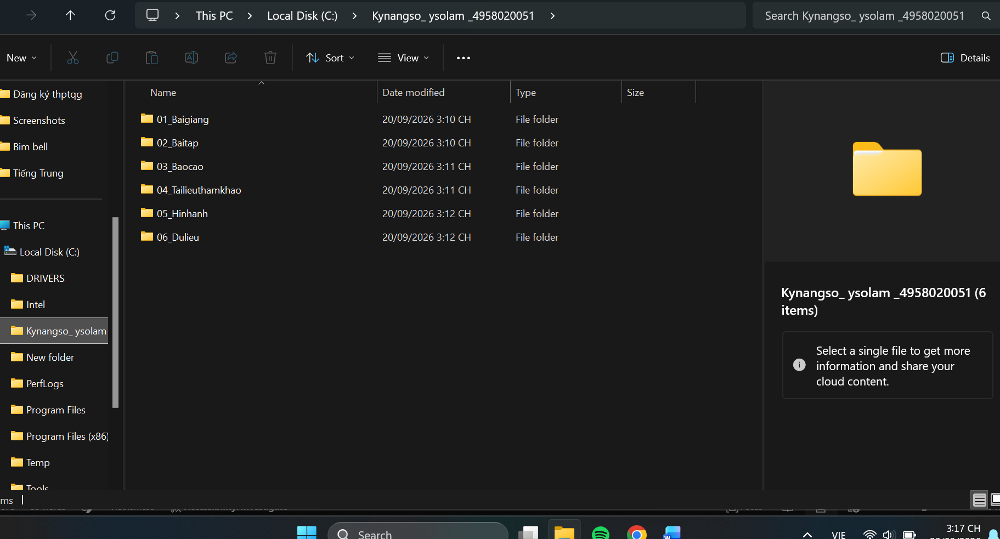 This PC
Local Disk (C:)
Kynangso_ ysolam _4958020051
Search Kynangso_ ysolam _4958020051
New
Sort
View
Details
Đăng ký thptqg
Screenshots
Bim bell
Tiếng Trung
This PC
Local Disk (C:)
DRIVERS
Intel
Kynangso_ ysolam
New folder
PerfLogs
Program Files
Program Files (x86)
Temp
Tools
Name Date modified Type Size
01_Baigiang 20/09/2026 3:10 CH File folder
02_Baitap 20/09/2026 3:10 CH File folder
03_Baocao 20/09/2026 3:11 CH File folder
04_Tailieuthamkhao 20/09/2026 3:11 CH File folder
05_Hinhanh 20/09/2026 3:12 CH File folder
06_Dulieu 20/09/2026 3:12 CH File folder
Kynangso_ ysolam _4958020051 (6
items)
Select a single file to get more
information and share your
cloud content.
ms
Search
VIE
3:17 CH